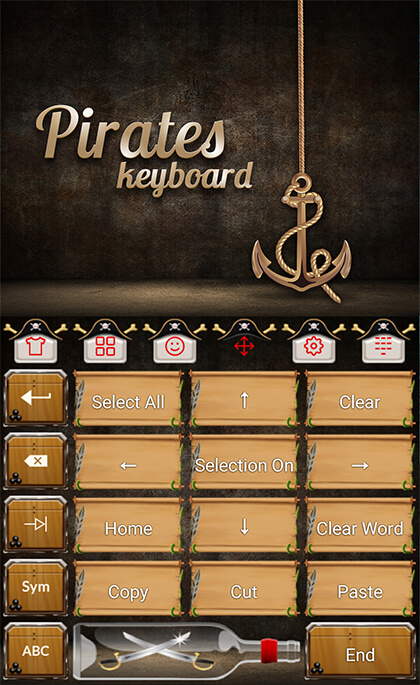 Pirates
keyboard
Select All ↑ Clear
← Selection On →
Home ↓ Clear Word
Sym Copy Cut Paste
ABC End